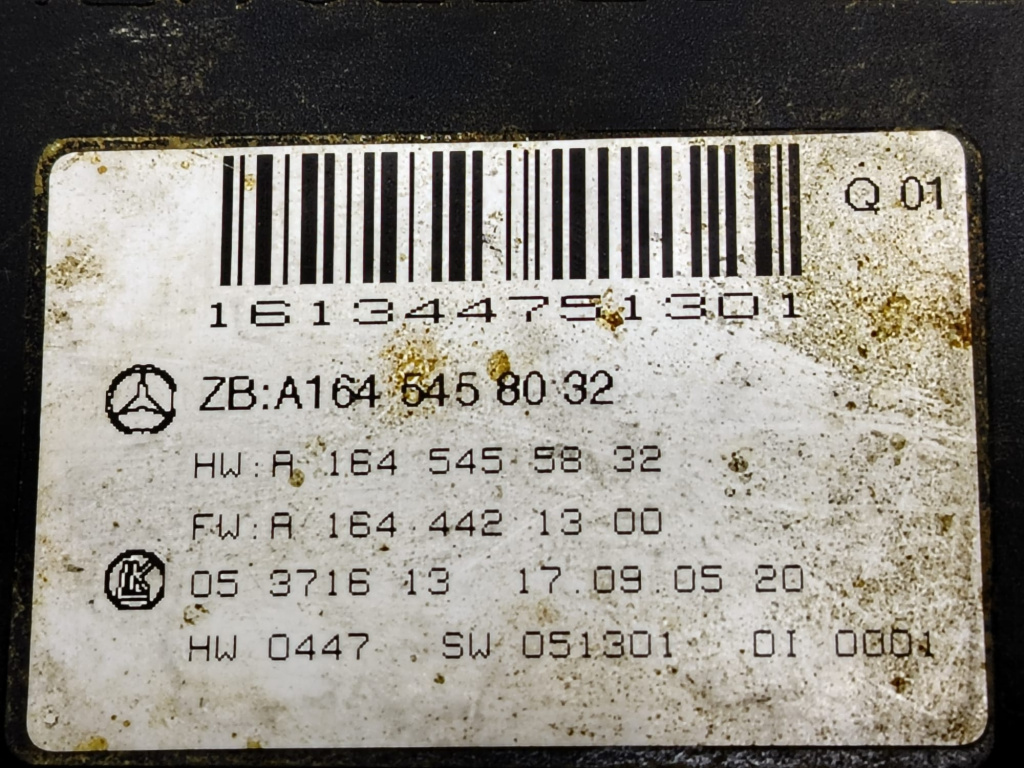 Q 01
161344751301
ZB:A164 545 80 32
HW:A 164 545 58 32
FW:A 164 442 13 00
LK 05 3716 13 17.09.05 20
HW 0447 SW 051301 DI 0001